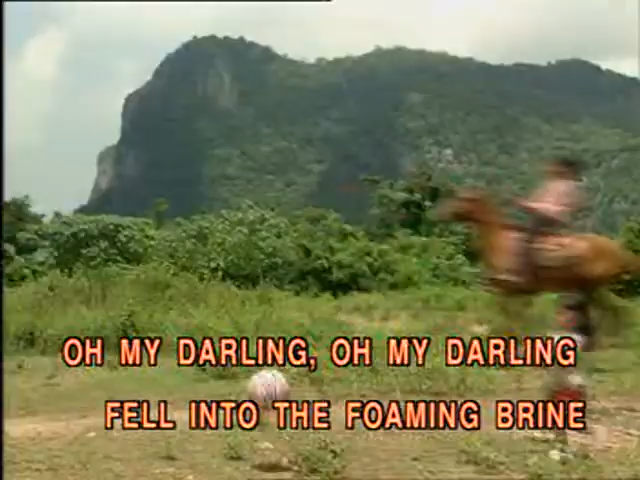 OH MY DARLING, OH MY DARLING
FELL INTO THE FOAMING BRINE